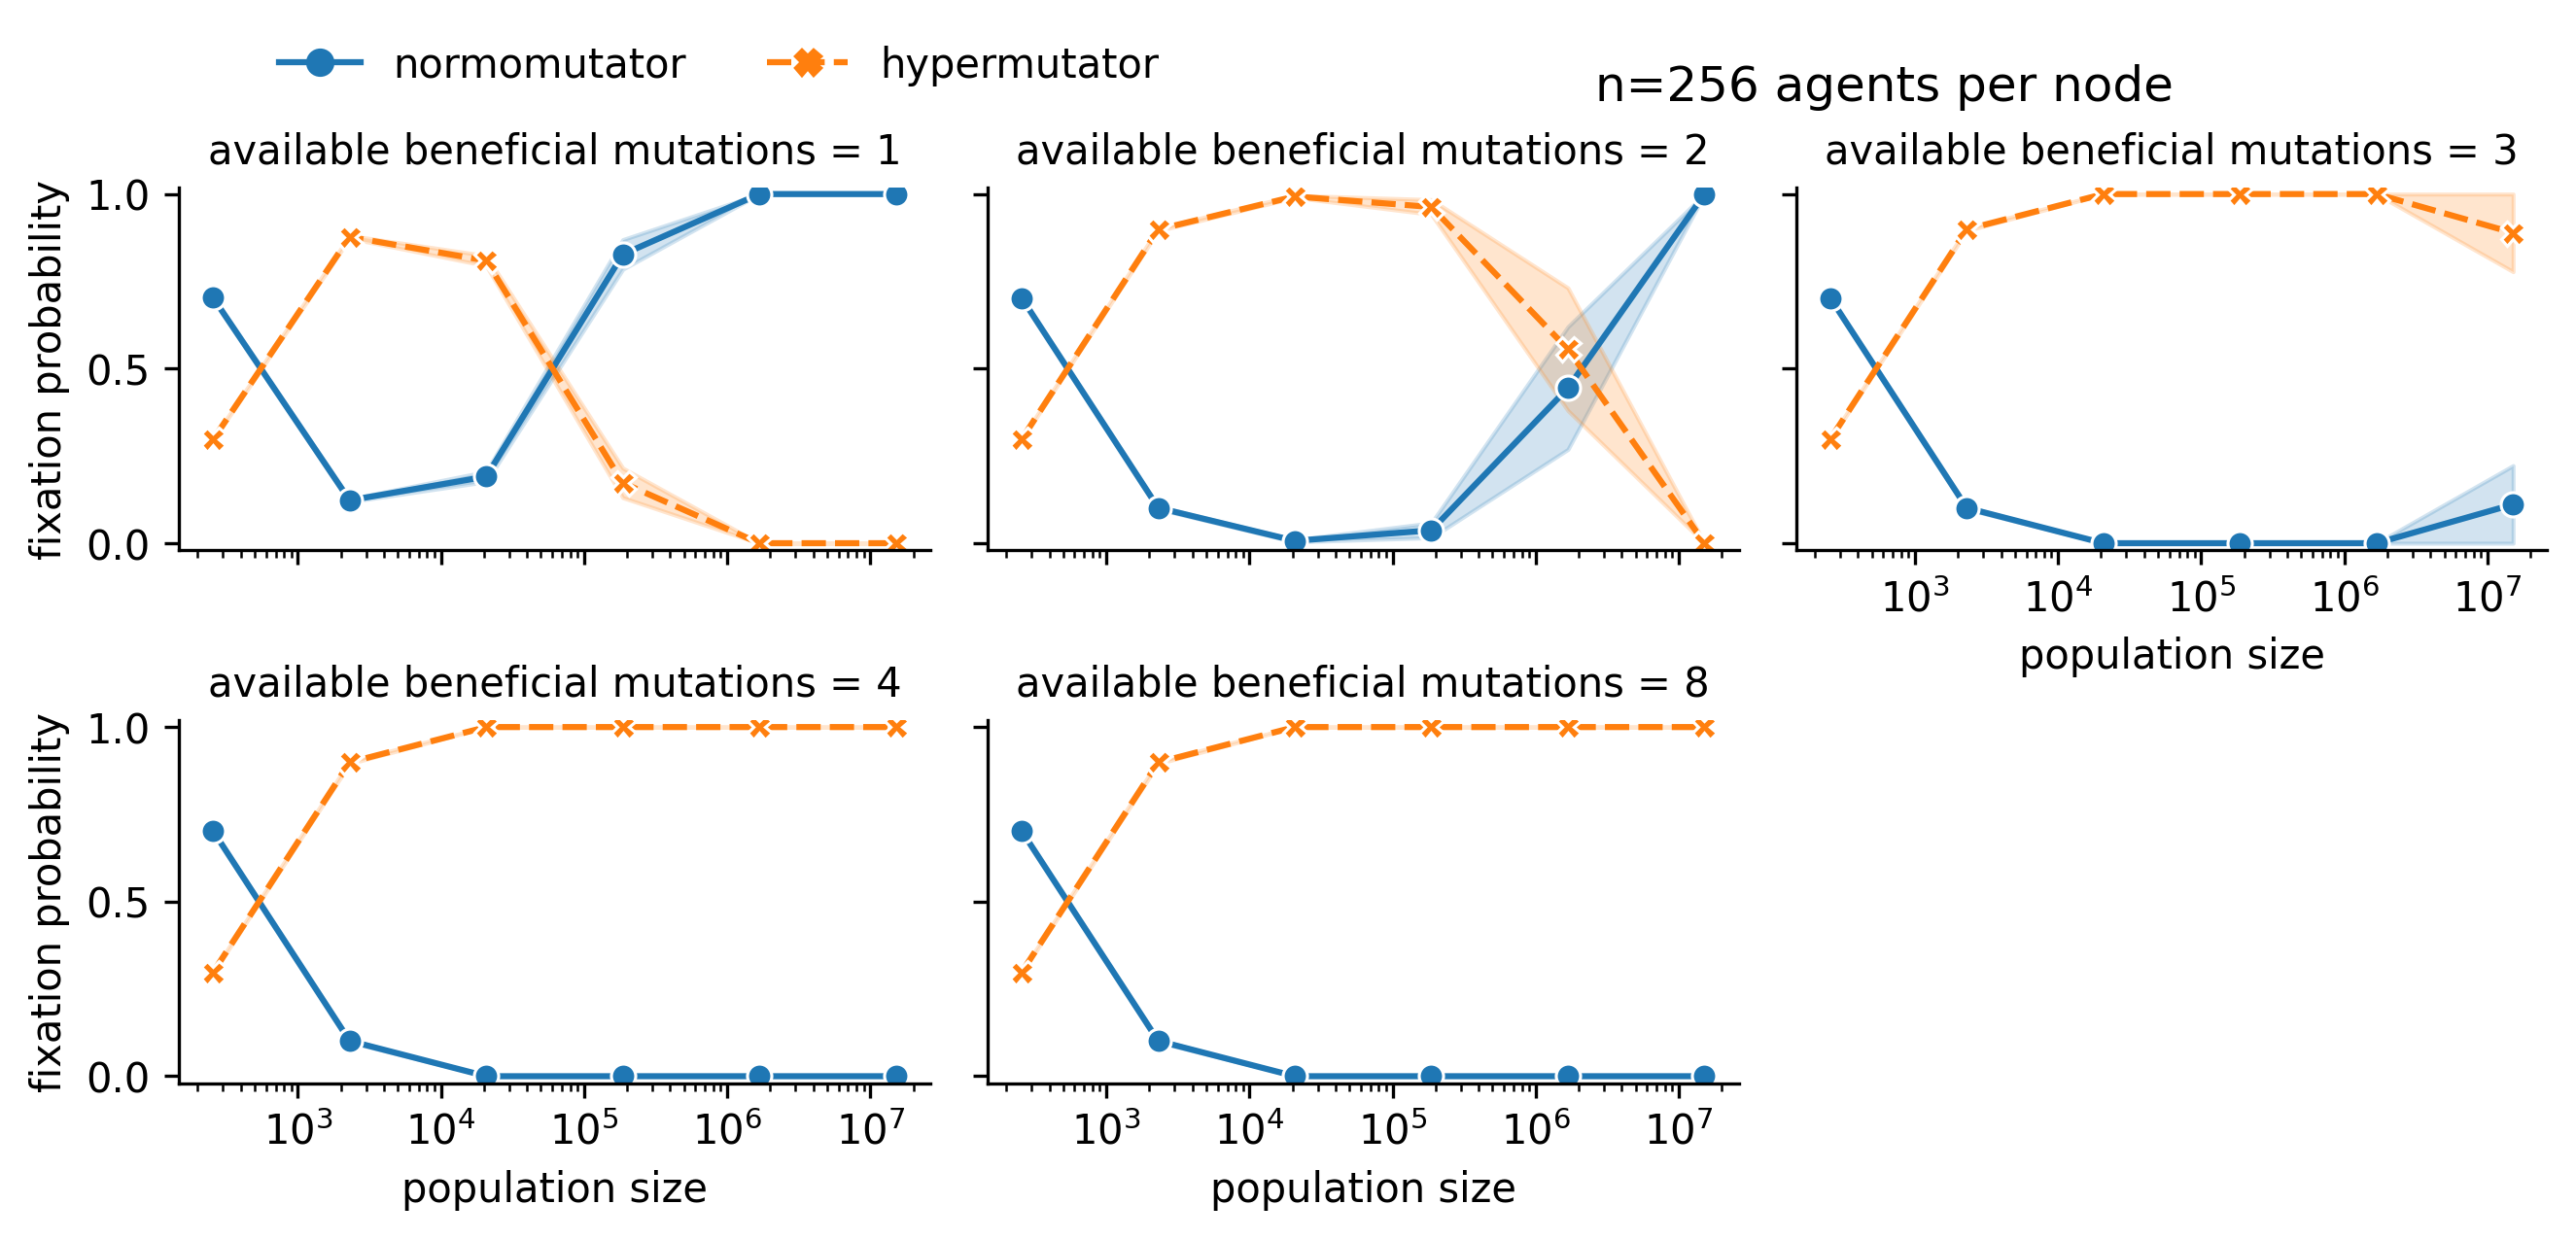 normomutator hypermutator
n=256 agents per node
available beneficial mutations = 1
available beneficial mutations = 2
available beneficial mutations = 3
fixation probability
1.0
0.5
0.0
10³ 10⁴ 10⁵ 10⁶ 10⁷
population size
available beneficial mutations = 4
available beneficial mutations = 8
fixation probability
1.0
0.5
0.0
10³ 10⁴ 10⁵ 10⁶ 10⁷
population size
10³ 10⁴ 10⁵ 10⁶ 10⁷
population size